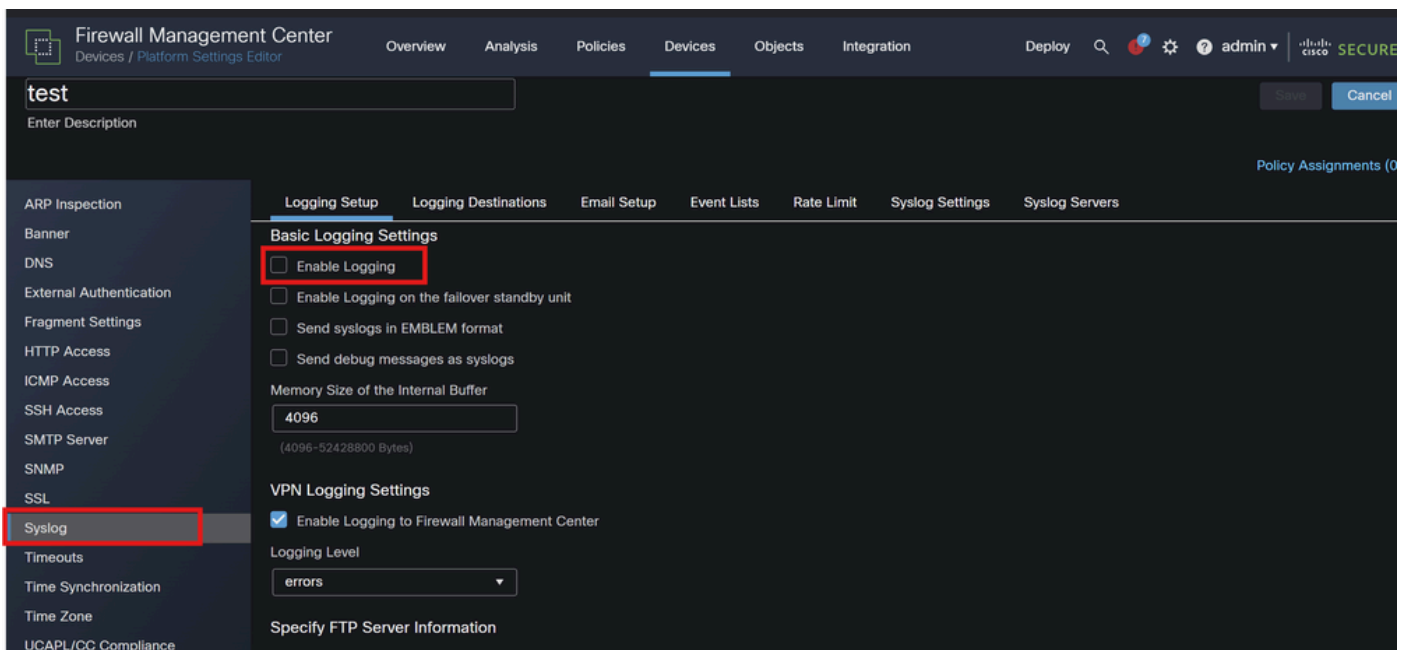 Firewall Management Center
Devices / Platform Settings Editor
Overview Analysis Policies Devices Objects Integration Deploy 7 admin cisco SECURE
test
Save Cancel
Enter Description
Policy Assignments (0
ARP Inspection
Banner
DNS
External Authentication
Fragment Settings
HTTP Access
ICMP Access
SSH Access
SMTP Server
SNMP
SSL
Syslog
Timeouts
Time Synchronization
Time Zone
UCAPL/CC Compliance
Logging Setup Logging Destinations Email Setup Event Lists Rate Limit Syslog Settings Syslog Servers
Basic Logging Settings
Enable Logging
Enable Logging on the failover standby unit
Send syslogs in EMBLEM format
Send debug messages as syslogs
Memory Size of the Internal Buffer
4096
(4096-52428800 Bytes)
VPN Logging Settings
Enable Logging to Firewall Management Center
Logging Level
errors
Specify FTP Server Information